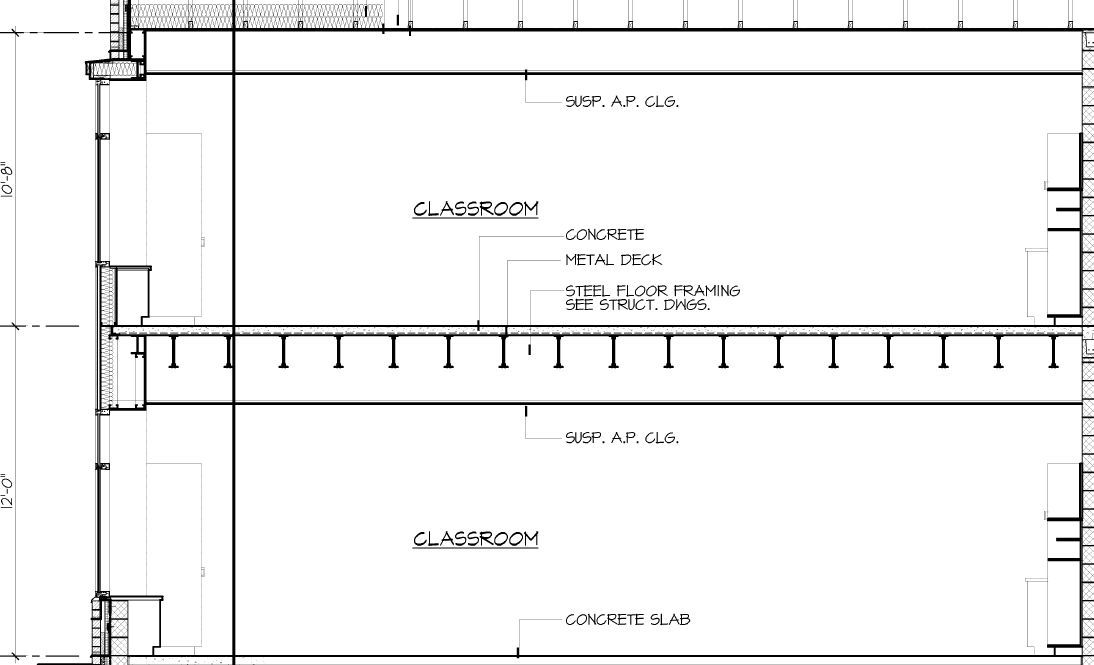 SUSP. A.P. CLG.
10'-8"
CLASSROOM
CONCRETE
METAL DECK
STEEL FLOOR FRAMING
SEE STRUCT. DWGS.
SUSP. A.P. CLG.
12'-0"
CLASSROOM
CONCRETE SLAB